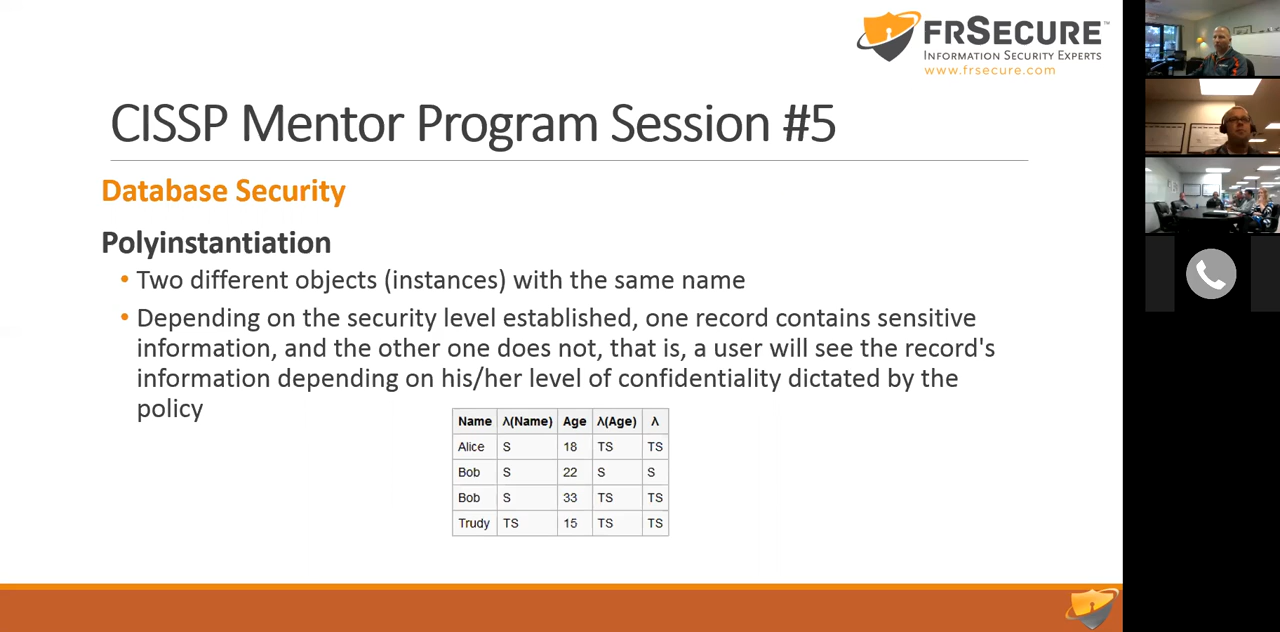 FRSECURE™
INFORMATION SECURITY EXPERTS
www.frsecure.com
CISSP Mentor Program Session #5
Database Security
Polyinstantiation
• Two different objects (instances) with the same name
• Depending on the security level established, one record contains sensitive
information, and the other one does not, that is, a user will see the record's
information depending on his/her level of confidentiality dictated by the
policy
Name λ(Name) Age λ(Age) λ
Alice S 18 TS TS
Bob S 22 S S
Bob S 33 TS TS
Trudy TS 15 TS TS